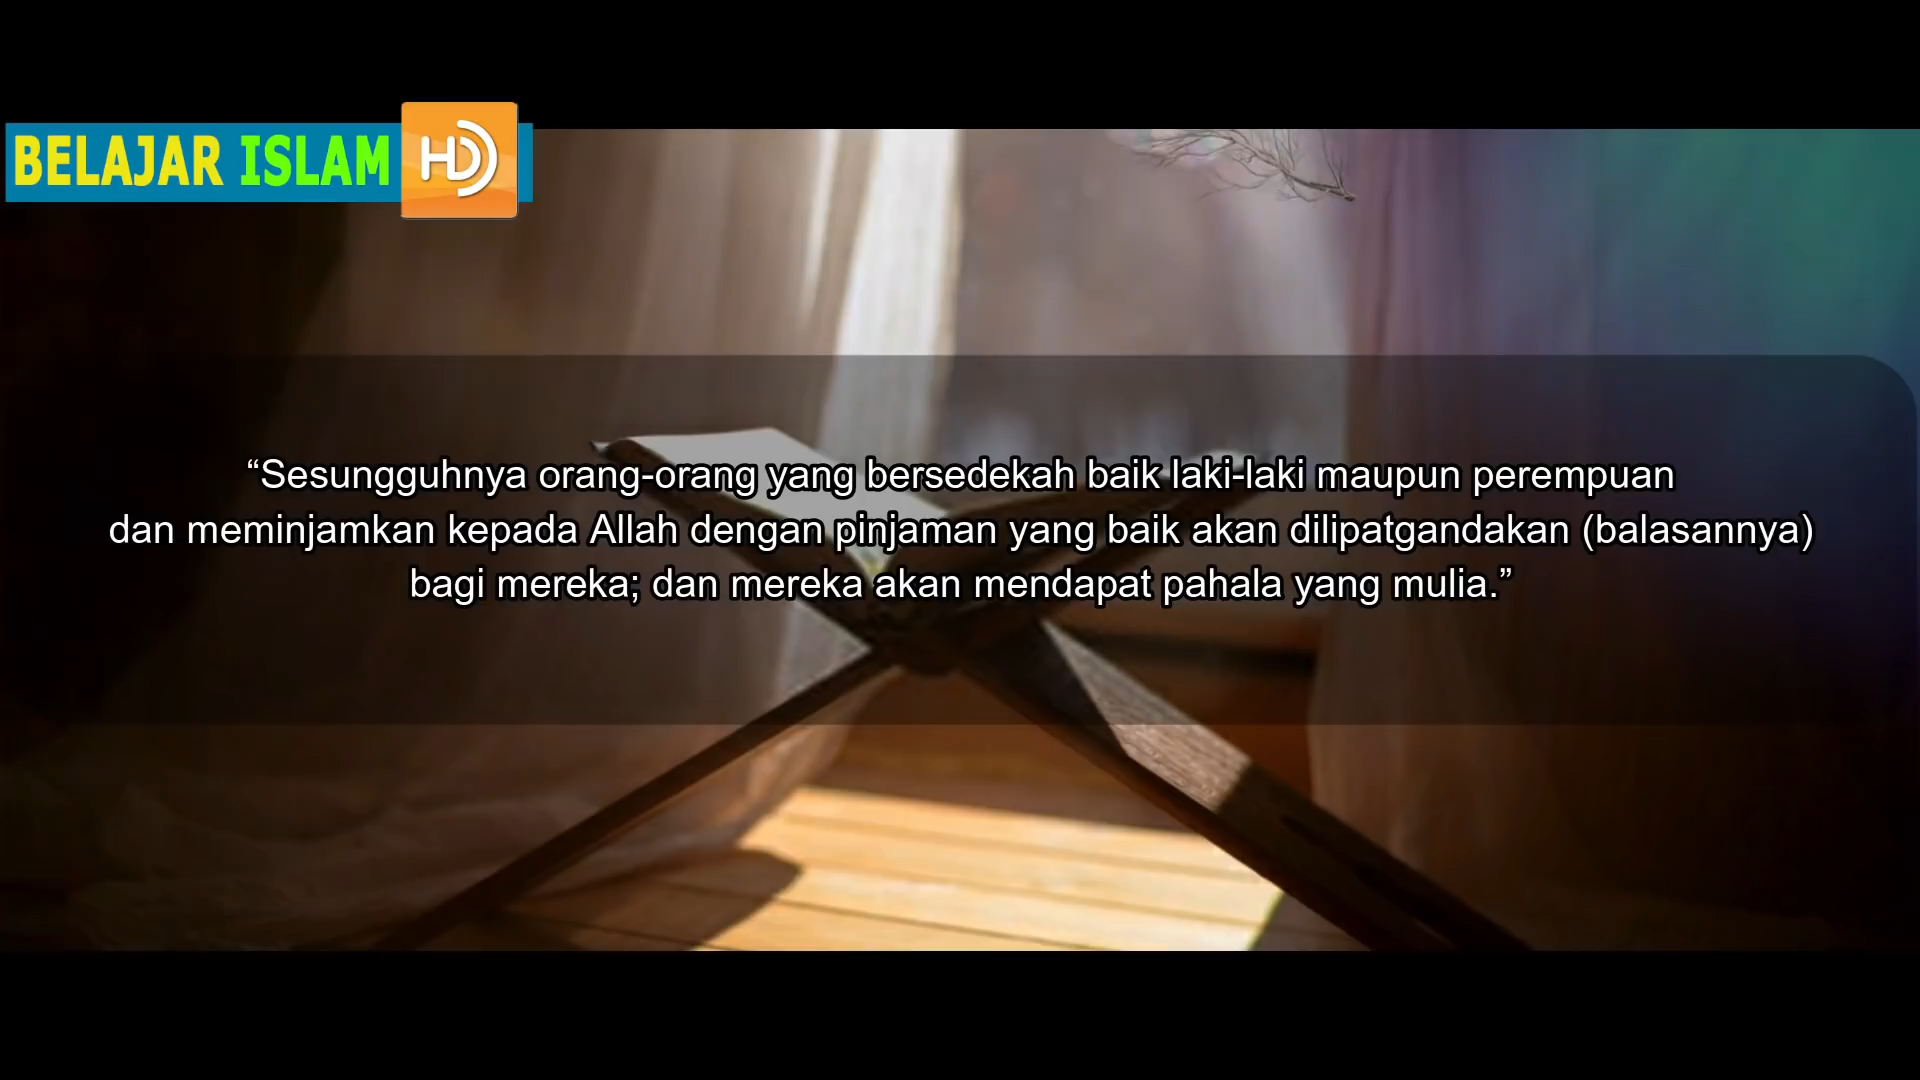 BELAJAR ISLAM HD
“Sesungguhnya orang-orang yang bersedekah baik laki-laki maupun perempuan
dan meminjamkan kepada Allah dengan pinjaman yang baik akan dilipatgandakan (balasannya)
bagi mereka; dan mereka akan mendapat pahala yang mulia.”